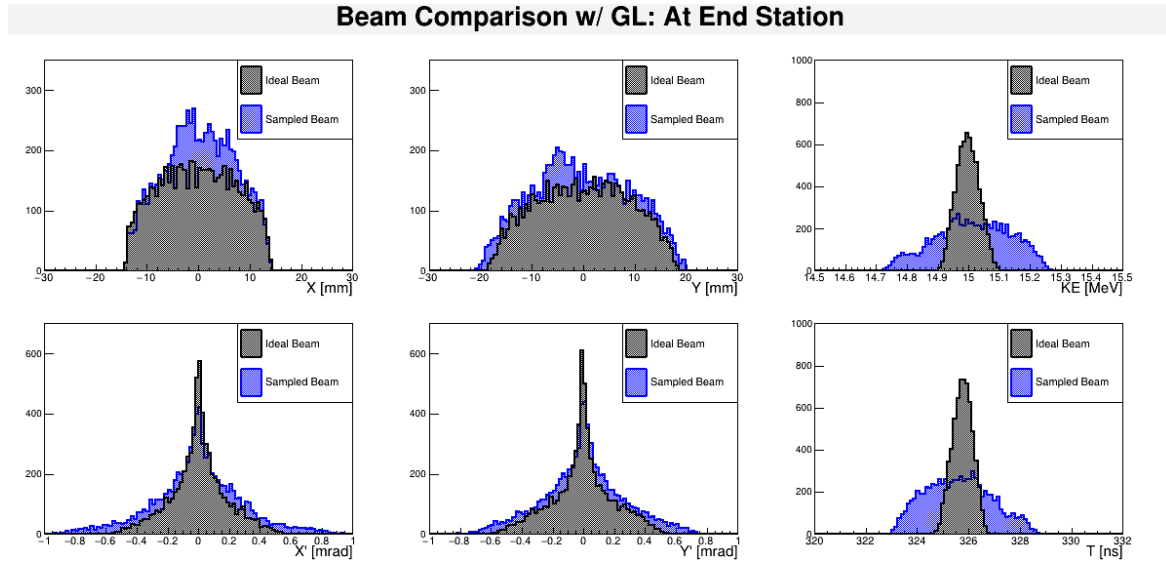 Beam Comparison w/ GL: At End Station
Ideal Beam
Sampled Beam
300
200
100
0
−30 −20 −10 0 10 20 30
X [mm]
Ideal Beam
Sampled Beam
300
200
100
0
−30 −20 −10 0 10 20 30
Y [mm]
Ideal Beam
Sampled Beam
1000
800
600
400
200
0
14.5 14.6 14.7 14.8 14.9 15 15.1 15.2 15.3 15.4 15.5
KE [MeV]
Ideal Beam
Sampled Beam
600
400
200
0
−1 −0.8 −0.6 −0.4 −0.2 0 0.2 0.4 0.6 0.8 1
X' [mrad]
Ideal Beam
Sampled Beam
600
400
200
0
−1 −0.8 −0.6 −0.4 −0.2 0 0.2 0.4 0.6 0.8 1
Y' [mrad]
Ideal Beam
Sampled Beam
1000
800
600
400
200
0
320 322 324 326 328 330 332
T [ns]